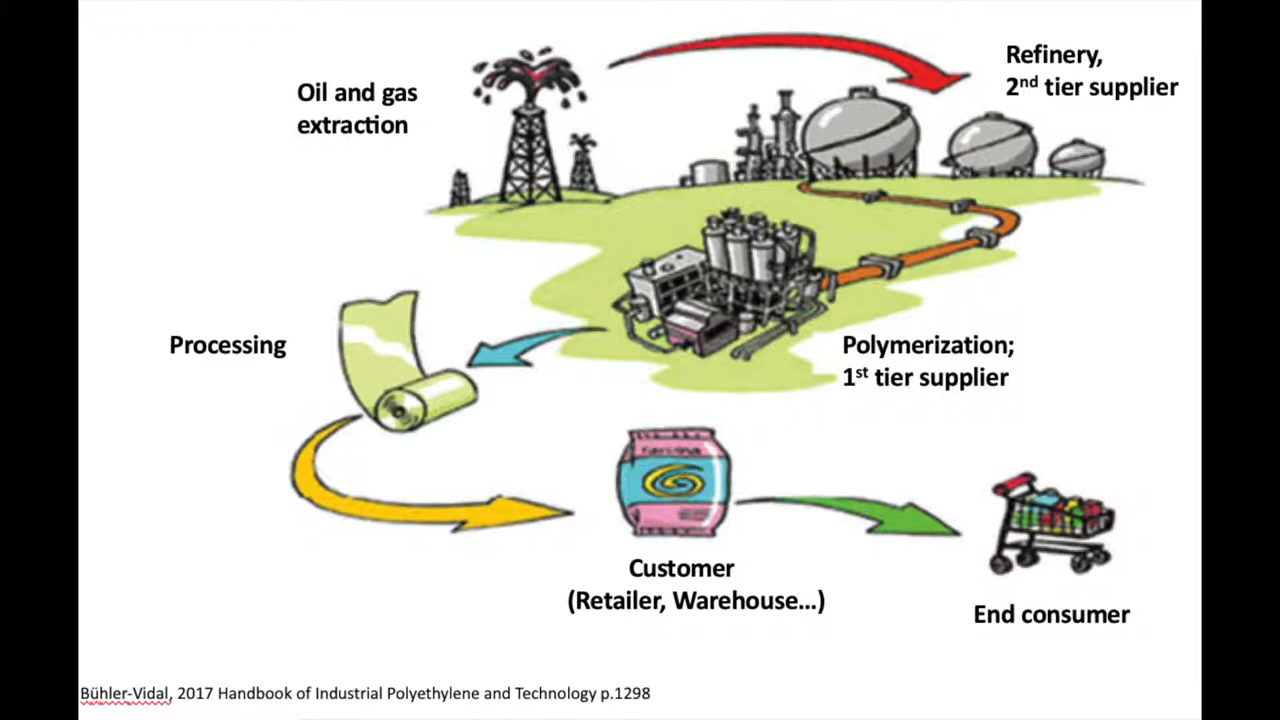 Oil and gas
extraction
Refinery,
2nd tier supplier
Polymerization;
1st tier supplier
Processing
Customer
(Retailer, Warehouse...)
End consumer
Bühler-Vidal, 2017 Handbook of Industrial Polyethylene and Technology p.1298